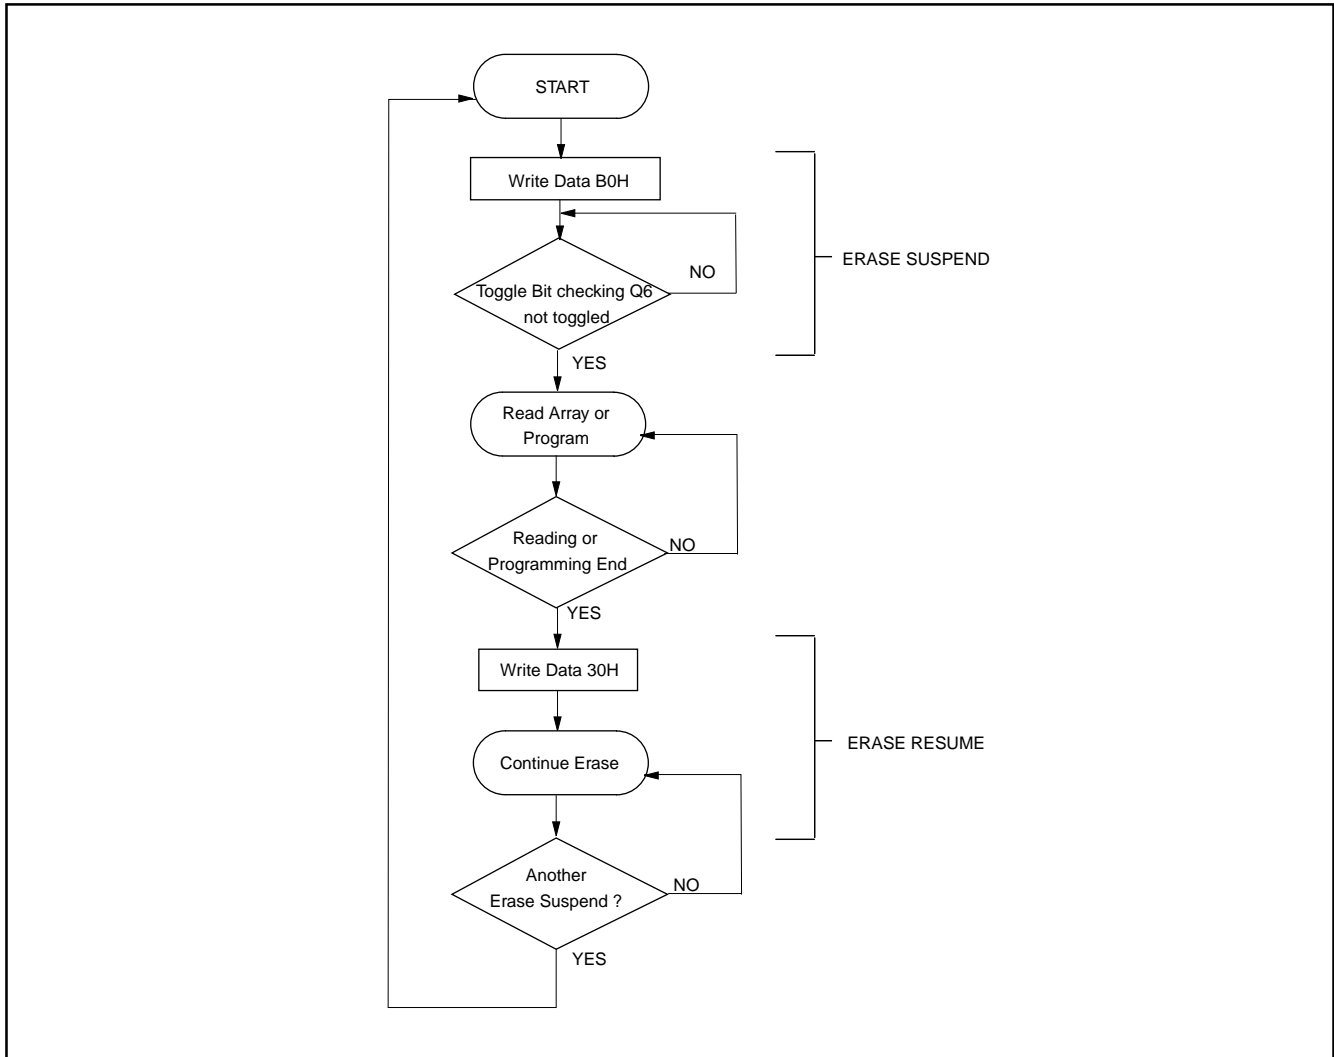 START
Write Data B0H
ERASE SUSPEND
NO
Toggle Bit checking Q6
not toggled
YES
Read Array or
Program
Reading or
Programming End
NO
YES
Write Data 30H
ERASE RESUME
Continue Erase
Another
Erase Suspend ?
NO
YES